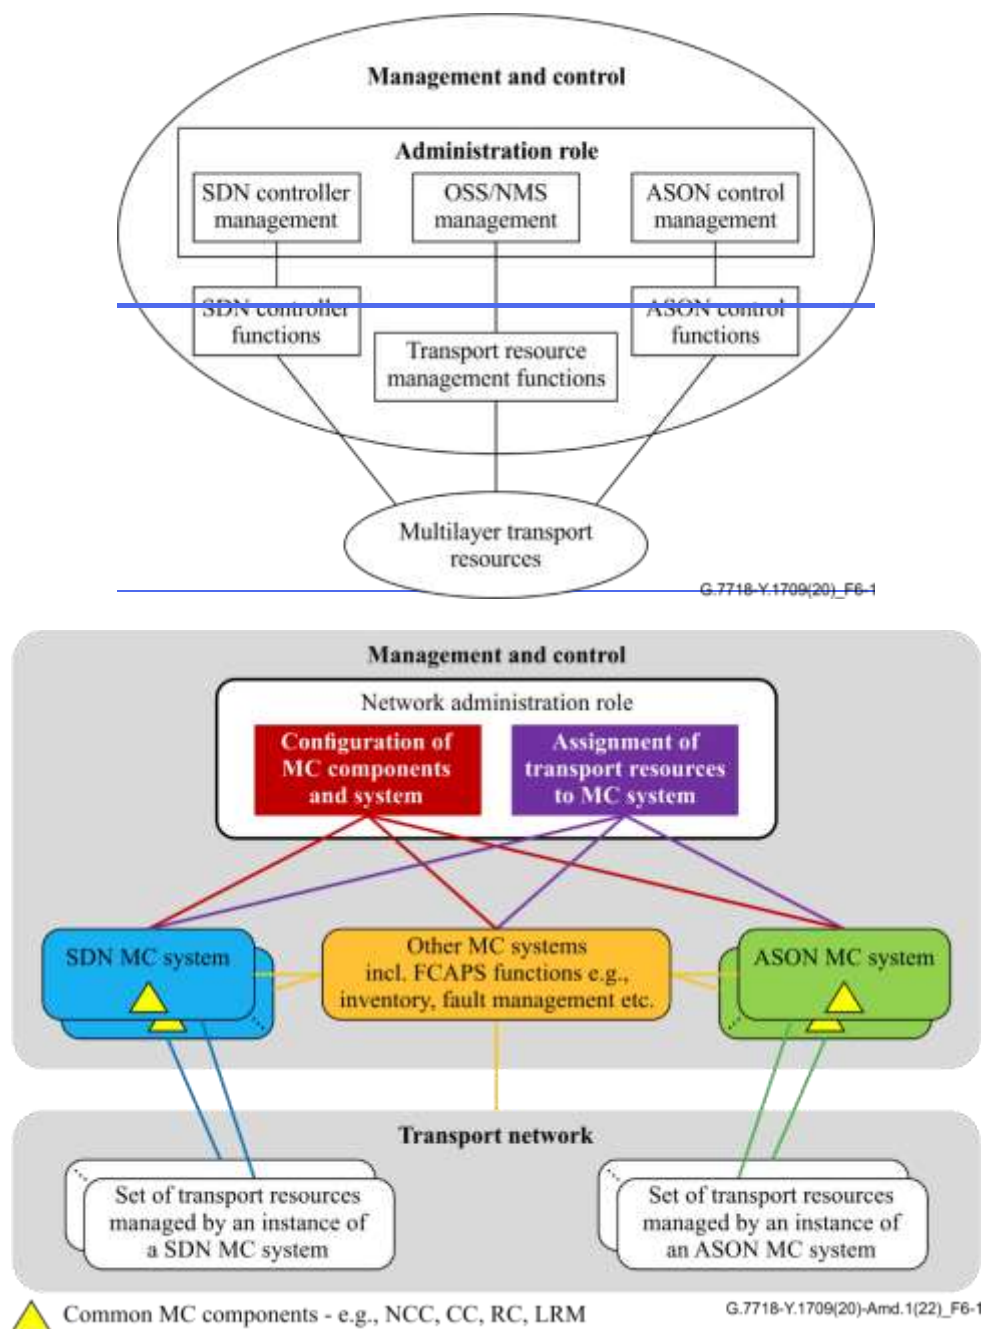 Management and control
Administration role
SDN controller
management
OSS/NMS
management
ASON control
management
SDN controller
functions
ASON control
functions
Transport resource
management functions
Multilayer transport
resources
G.7718-Y.1709(20)_F6-1
Management and control
Network administration role
Configuration of
MC components
and system
Assignment of
transport resources
to MC system
SDN MC system
Other MC systems
incl. FCAPS functions e.g.,
inventory, fault management etc.
ASON MC system
Transport network
Set of transport resources
managed by an instance of
a SDN MC system
Set of transport resources
managed by an instance of
an ASON MC system
Common MC components - e.g., NCC, CC, RC, LRM
G.7718-Y.1709(20)-Amd.1(22)_F6-1